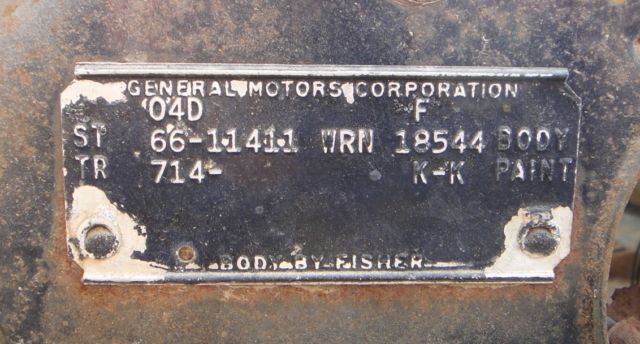 GENERAL MOTORS CORPORATION
04D F
ST 66-11411 WRN 18544 BODY
TR 714- K-K PAINT
BODY BY FISHER